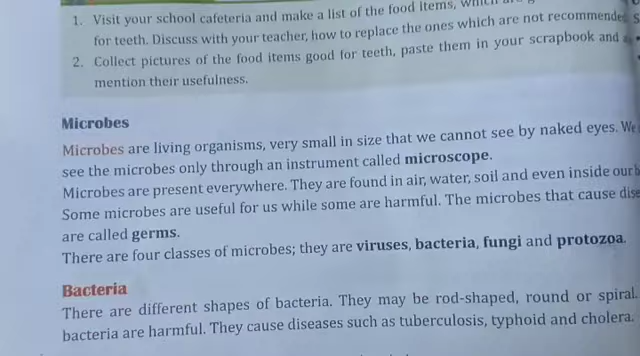 1. Visit your school cafeteria and make a list of the food items,
for teeth. Discuss with your teacher, how to replace the ones which are not recommended
2. Collect pictures of the food items good for teeth, paste them in your scrapbook and
mention their usefulness.
Microbes
Microbes are living organisms, very small in size that we cannot see by naked eyes. We
see the microbes only through an instrument called microscope.
Microbes are present everywhere. They are found in air, water, soil and even inside our
Some microbes are useful for us while some are harmful. The microbes that cause
are called germs.
There are four classes of microbes; they are viruses, bacteria, fungi and protozoa.
Bacteria
There are different shapes of bacteria. They may be rod-shaped, round or spiral.
bacteria are harmful. They cause diseases such as tuberculosis, typhoid and cholera.